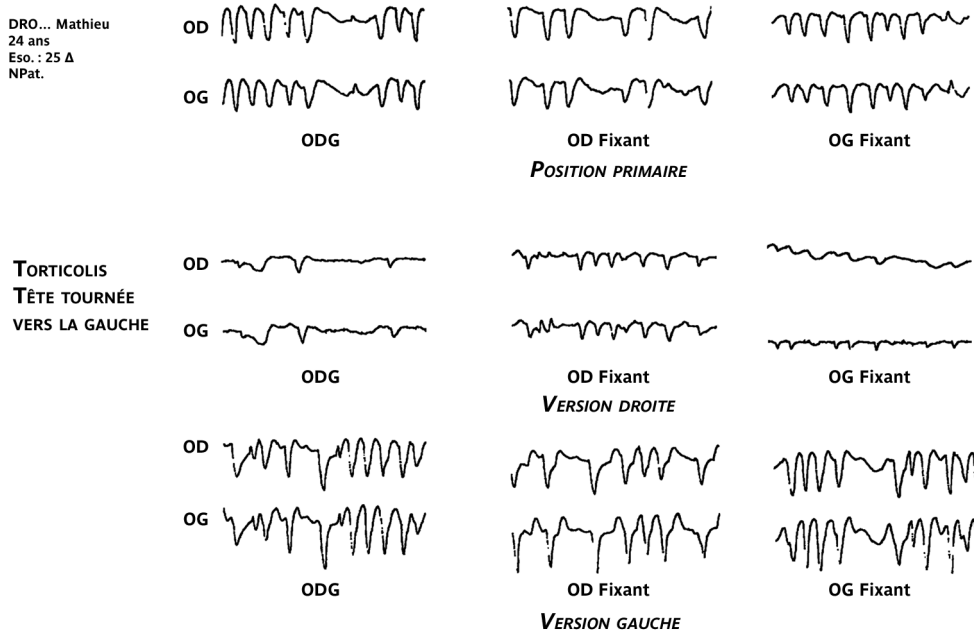 DRO... Mathieu
24 ans
Eso. : 25 Δ
NPat.
OD
OG
ODG
OD Fixant
OG Fixant
POSITION PRIMAIRE
TORTICOLIS
TÊTE TOURNÉE
VERS LA GAUCHE
OD
OG
ODG
OD Fixant
OG Fixant
VERSION DROITE
OD
OG
ODG
OD Fixant
OG Fixant
VERSION GAUCHE